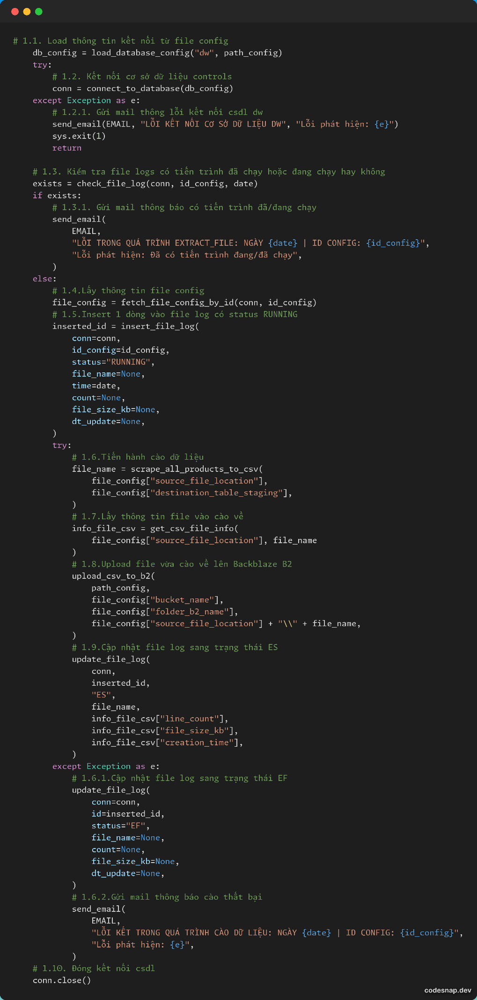 # 1.1. Load thông tin kết nối từ file config
    db_config = load_database_config("dw", path_config)
    try:
        # 1.2. Kết nối cơ sở dữ liệu controls
        conn = connect_to_database(db_config)
    except Exception as e:
        # 1.2.1. Gửi mail thông lỗi kết nối csdl dw
        send_email(EMAIL, "LỖI KẾT NỐI CƠ SỞ DỮ LIỆU DW", "Lỗi phát hiện: {e}")
        sys.exit(1)
        return

    # 1.3. Kiểm tra file logs có tiến trình đã chạy hoặc đang chạy hay không
    exists = check_file_log(conn, id_config, date)
    if exists:
        # 1.3.1. Gửi mail thông báo có tiến trình đã/đang chạy
        send_email(
            EMAIL,
            "LỖI TRONG QUÁ TRÌNH EXTRACT_FILE: NGÀY {date} | ID CONFIG: {id_config}",
            "Lỗi phát hiện: Đã có tiến trình đang/đã chạy",
        )
    else:
        # 1.4.Lấy thông tin file config
        file_config = fetch_file_config_by_id(conn, id_config)
        # 1.5.Insert 1 dòng vào file log có status RUNNING
        inserted_id = insert_file_log(
            conn=conn,
            id_config=id_config,
            status="RUNNING",
            file_name=None,
            time=date,
            count=None,
            file_size_kb=None,
            dt_update=None,
        )
        try:
            # 1.6.Tiến hành cào dữ liệu
            file_name = scrape_all_products_to_csv(
                file_config["source_file_location"],
                file_config["destination_table_staging"],
            )
            # 1.7.Lấy thông tin file vào cào về
            info_file_csv = get_csv_file_info(
                file_config["source_file_location"], file_name
            )
            # 1.8.Upload file vừa cào về lên Backblaze B2
            upload_csv_to_b2(
                path_config,
                file_config["bucket_name"],
                file_config["folder_b2_name"],
                file_config["source_file_location"] + "\\" + file_name,
            )
            # 1.9.Cập nhật file log sang trạng thái ES
            update_file_log(
                conn,
                inserted_id,
                "ES",
                file_name,
                info_file_csv["line_count"],
                info_file_csv["file_size_kb"],
                info_file_csv["creation_time"],
            )
        except Exception as e:
            # 1.6.1.Cập nhật file log sang trạng thái EF
            update_file_log(
                conn=conn,
                id=inserted_id,
                status="EF",
                file_name=None,
                count=None,
                file_size_kb=None,
                dt_update=None,
            )
            # 1.6.2.Gửi mail thông báo cào thất bại
            send_email(
                EMAIL,
                "LỖI KẾT TRONG QUÁ TRÌNH CÀO DỮ LIỆU: NGÀY {date} | ID CONFIG: {id_config}",
                "Lỗi phát hiện: {e}",
            )
    # 1.10. Đóng kết nối csdl
    conn.close()
codesnap.dev